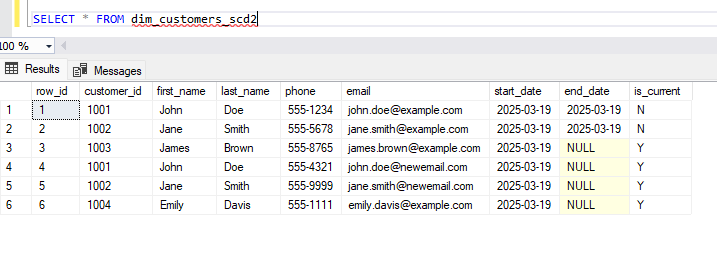 SELECT * FROM dim_customers_scd2
100 %
Results Messages
row_id customer_id first_name last_name phone email start_date end_date is_current
1 1 1001 John Doe 555-1234 john.doe@example.com 2025-03-19 2025-03-19 N
2 2 1002 Jane Smith 555-5678 jane.smith@example.com 2025-03-19 2025-03-19 N
3 3 1003 James Brown 555-8765 james.brown@example.com 2025-03-19 NULL Y
4 4 1001 John Doe 555-4321 john.doe@newemail.com 2025-03-19 NULL Y
5 5 1002 Jane Smith 555-9999 jane.smith@newemail.com 2025-03-19 NULL Y
6 6 1004 Emily Davis 555-1111 emily.davis@example.com 2025-03-19 NULL Y